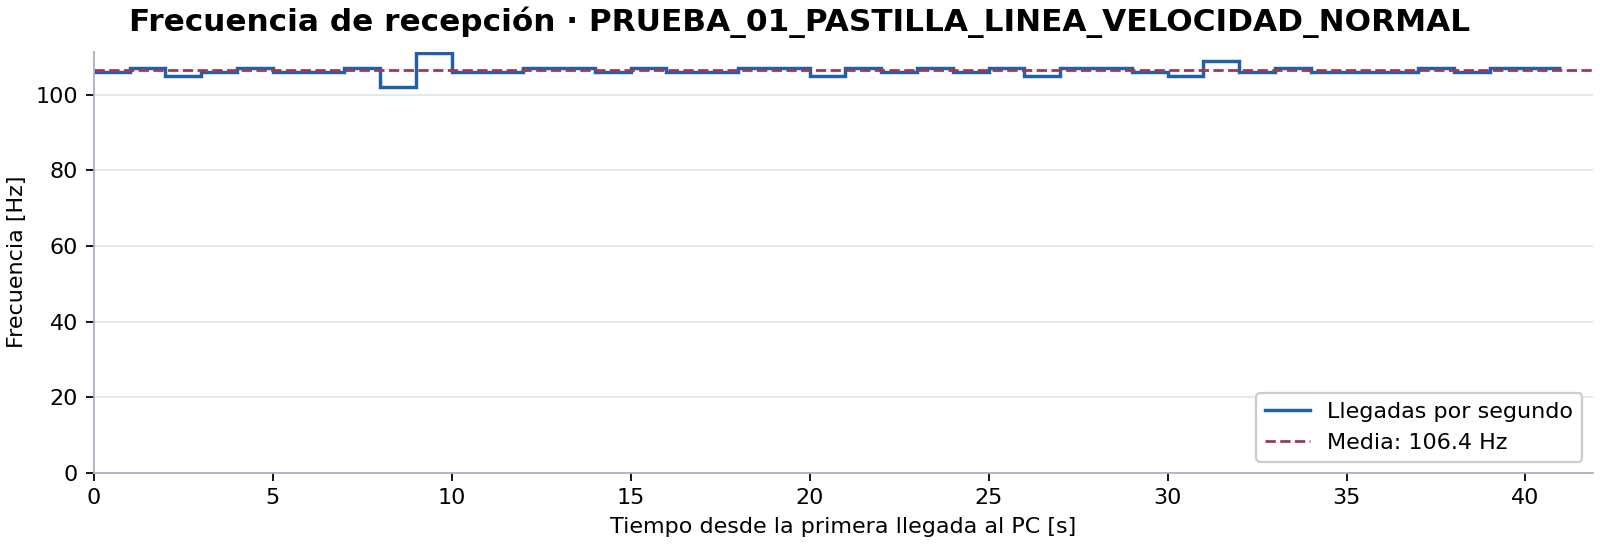 Frecuencia de recepción · PRUEBA_01_PASTILLA_LINEA_VELOCIDAD_NORMAL
Frecuencia [Hz]
100
80
60
40
20
0
Llegadas por segundo
Media: 106.4 Hz
0 5 10 15 20 25 30 35 40
Tiempo desde la primera llegada al PC [s]